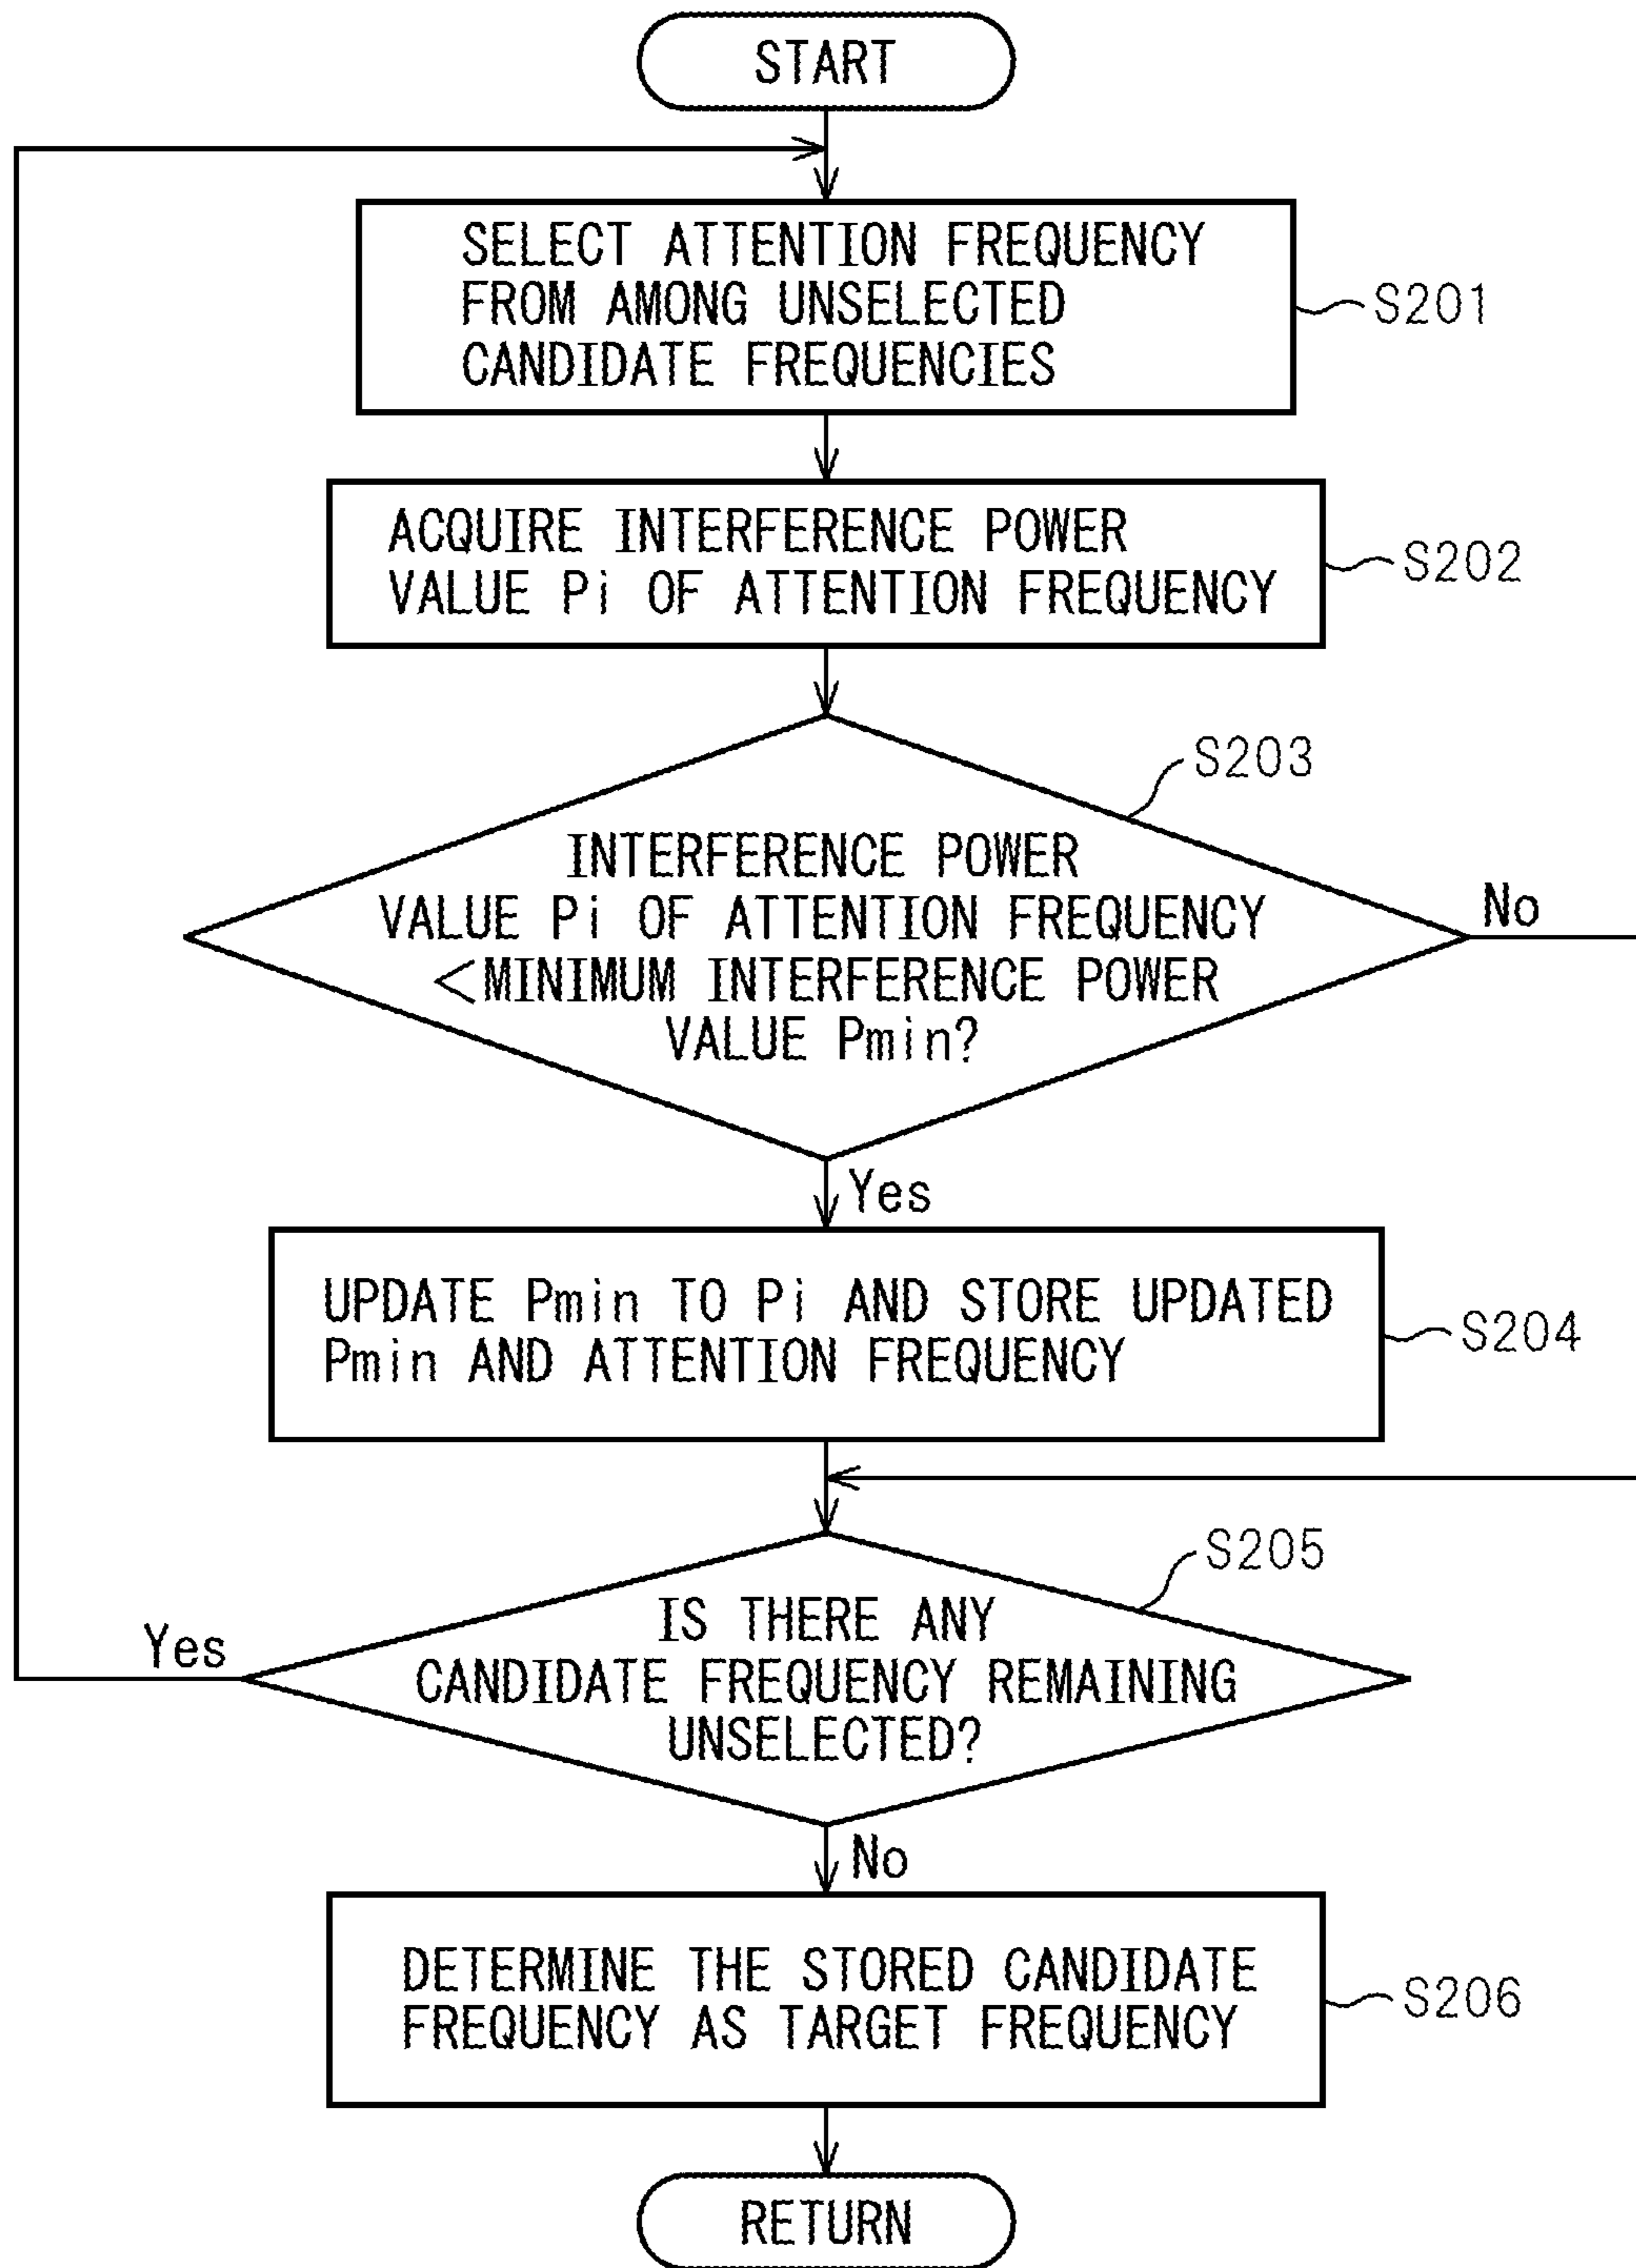 START
SELECT ATTENTION FREQUENCY
FROM AMONG UNSELECTED
CANDIDATE FREQUENCIES
S201
ACQUIRE INTERFERENCE POWER
VALUE Pi OF ATTENTION FREQUENCY
S202
S203
INTERFERENCE POWER
VALUE Pi OF ATTENTION FREQUENCY
<MINIMUM INTERFERENCE POWER
VALUE Pmin?
No
Yes
UPDATE Pmin TO Pi AND STORE UPDATED
Pmin AND ATTENTION FREQUENCY
S204
S205
IS THERE ANY
CANDIDATE FREQUENCY REMAINING
UNSELECTED?
Yes
No
DETERMINE THE STORED CANDIDATE
FREQUENCY AS TARGET FREQUENCY
S206
RETURN